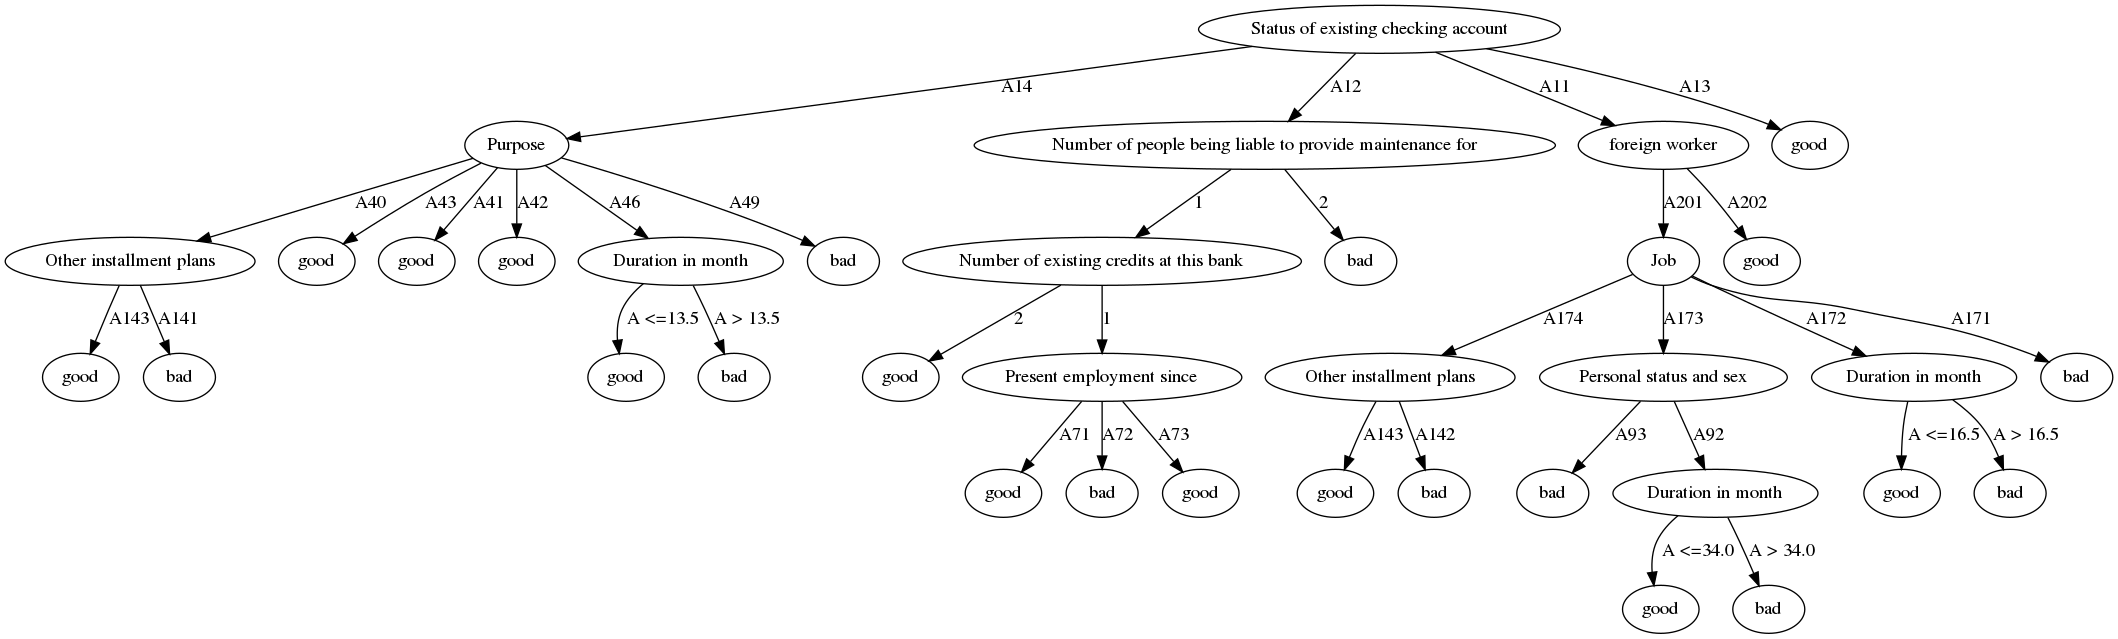 Status of existing checking account
A14
A12
A11
A13
Purpose
Number of people being liable to provide maintenance for
foreign worker
good
A40
A43
A41
A42
A46
A49
1
2
A201
A202
Other installment plans
good
good
good
Duration in month
bad
Number of existing credits at this bank
bad
Job
good
A143
A141
A <=13.5
A > 13.5
2
1
A174
A173
A172
A171
good
bad
good
bad
good
Present employment since
Other installment plans
Personal status and sex
Duration in month
bad
A71
A72
A73
A143
A142
A93
A92
A <=16.5
A > 16.5
good
bad
good
good
bad
bad
Duration in month
good
bad
A <=34.0
A > 34.0
good
bad